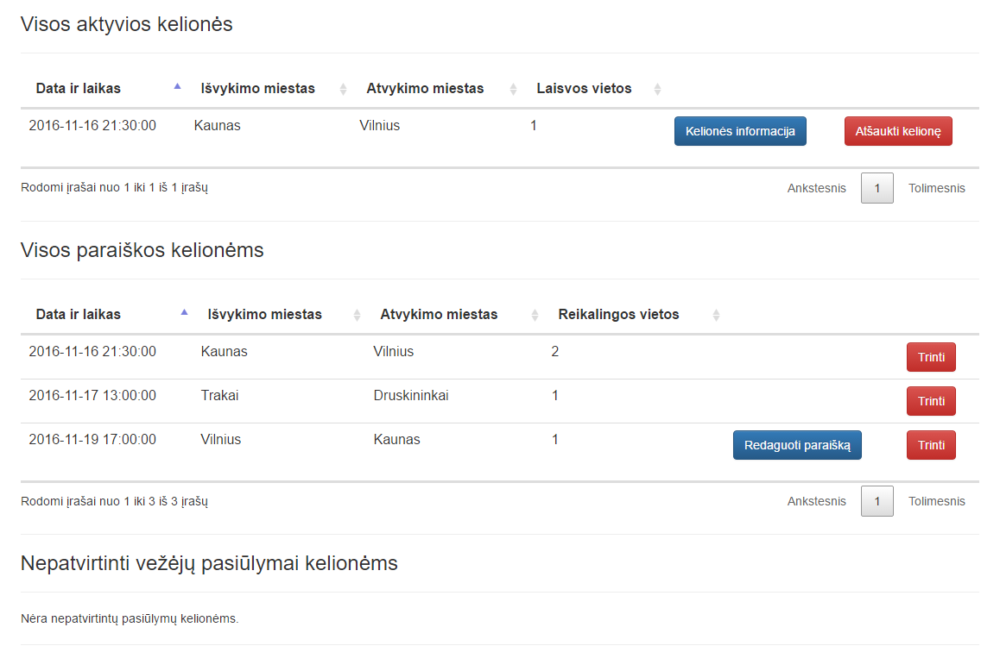 Visos aktyvios kelionės
Data ir laikas Išvykimo miestas Atvykimo miestas Laisvos vietos
2016-11-16 21:30:00 Kaunas Vilnius 1 Kelionės informacija Atšaukti kelionę
Rodomi įrašai nuo 1 iki 1 iš 1 įrašų Ankstesnis 1 Tolimesnis
Visos paraiškos kelionėms
Data ir laikas Išvykimo miestas Atvykimo miestas Reikalingos vietos
2016-11-16 21:30:00 Kaunas Vilnius 2 Trinti
2016-11-17 13:00:00 Trakai Druskininkai 1 Trinti
2016-11-19 17:00:00 Vilnius Kaunas 1 Redaguoti paraišką Trinti
Rodomi įrašai nuo 1 iki 3 iš 3 įrašų Ankstesnis 1 Tolimesnis
Nepatvirtinti vežėjų pasiūlymai kelionėms
Nėra nepatvirtintų pasiūlymų kelionėms.